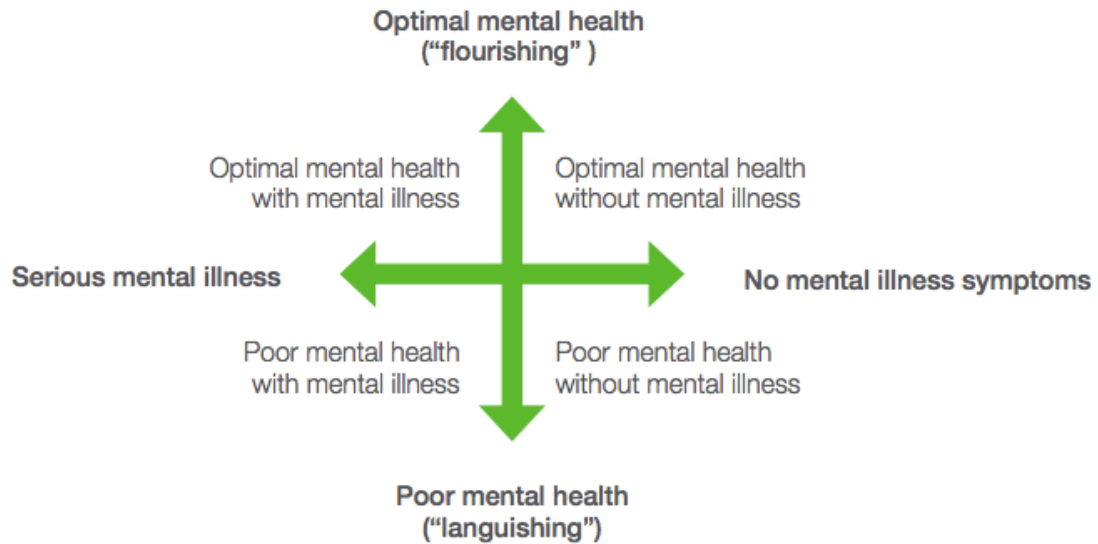 Optimal mental health
(“flourishing” )
Optimal mental health
with mental illness
Optimal mental health
without mental illness
Serious mental illness
No mental illness symptoms
Poor mental health
with mental illness
Poor mental health
without mental illness
Poor mental health
(“languishing”)